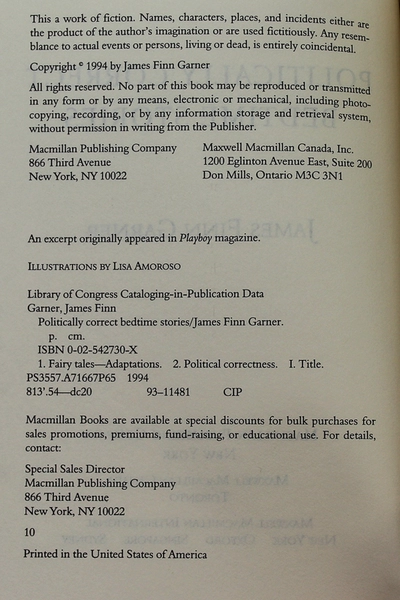 This is a work of fiction. Names, characters, places, and incidents either are
the product of the author's imagination or are used fictitiously. Any resem-
blance to actual events or persons, living or dead, is entirely coincidental.
Copyright © 1994 by James Finn Garner
All rights reserved. No part of this book may be reproduced or transmitted
in any form or by any means, electronic or mechanical, including photo-
copying, recording, or by any information storage and retrieval system,
without permission in writing from the Publisher.
Macmillan Publishing Company
866 Third Avenue
New York, NY 10022
Maxwell Macmillan Canada, Inc.
1200 Eglinton Avenue East, Suite 200
Don Mills, Ontario M3C 3N1
An excerpt originally appeared in Playboy magazine.
ILLUSTRATIONS BY LISA AMOROSO
Library of Congress Cataloging-in-Publication Data
Garner, James Finn
Politically correct bedtime stories/James Finn Garner.
p. cm.
ISBN 0-02-542730-X
1. Fairy tales—Adaptations. 2. Political correctness. I. Title.
PS3557.A71667P65 1994
813'.54—dc20 93-11481 CIP
Macmillan Books are available at special discounts for bulk purchases for
sales promotions, premiums, fund-raising, or educational use. For details,
contact:
Special Sales Director
Macmillan Publishing Company
866 Third Avenue
New York, NY 10022
10
Printed in the United States of America